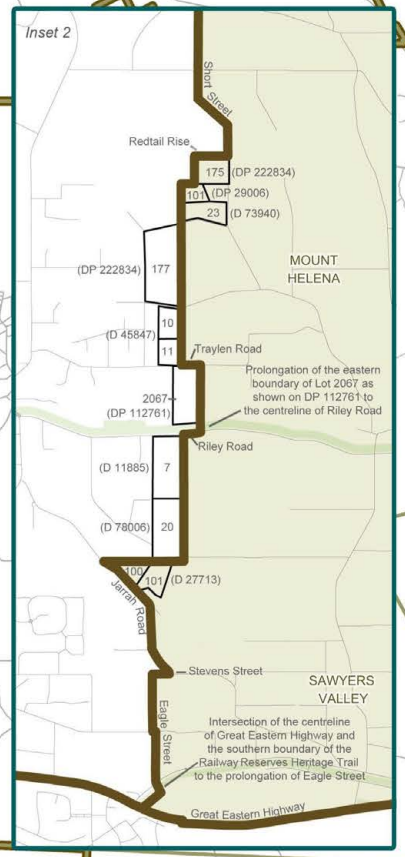 Inset 2
Short Street
Redtail Rise
175 (DP 222834)
101 (DP 29006)
23 (D 73940)
MOUNT
HELENA
(DP 222834) 177
10
(D 45847)
11
Traylen Road
Prolongation of the eastern
boundary of Lot 2067 as
shown on DP 112761 to
the centreline of Riley Road
2067
(DP 112761)
Riley Road
(D 11885) 7
(D 78006) 20
100
101 (D 27713)
Jarrah Road
Stevens Street
SAWYERS
VALLEY
Eagle Street
Intersection of the centreline
of Great Eastern Highway and
the southern boundary of the
Railway Reserves Heritage Trail
to the prolongation of Eagle Street
Great Eastern Highway